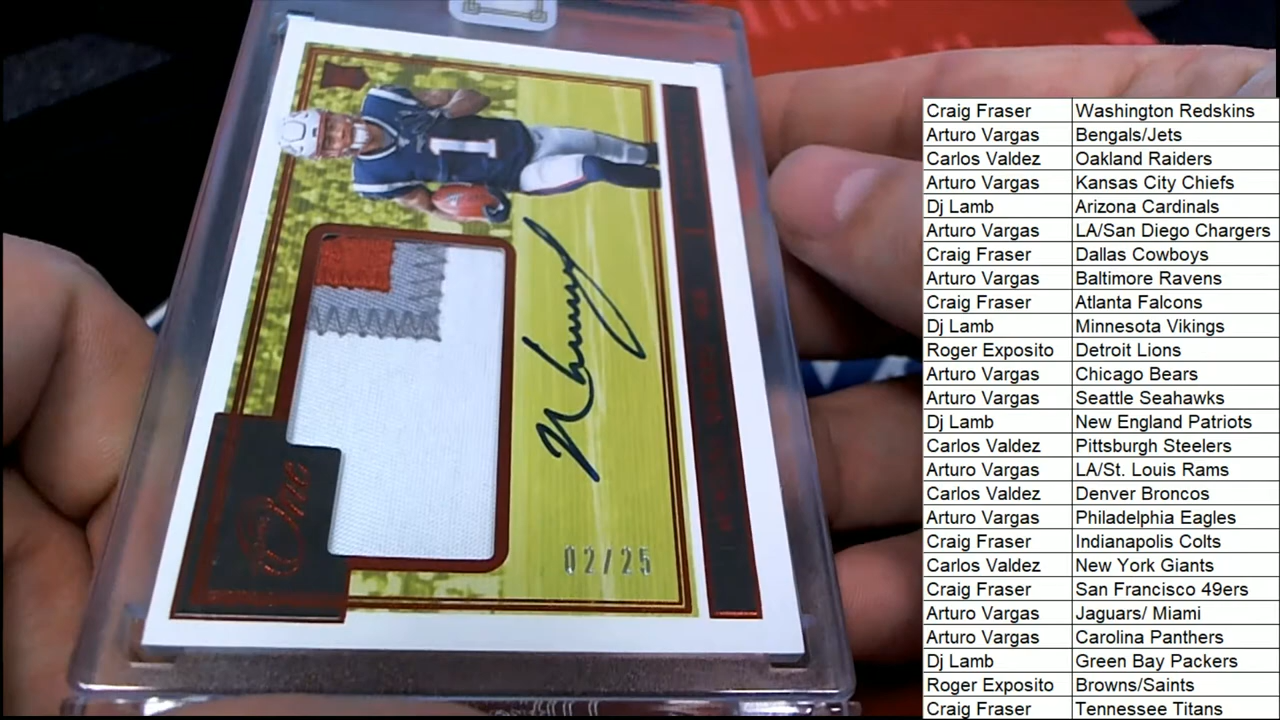 One
02/25
1
Craig Fraser Washington Redskins
Arturo Vargas Bengals/Jets
Carlos Valdez Oakland Raiders
Arturo Vargas Kansas City Chiefs
Dj Lamb Arizona Cardinals
Arturo Vargas LA/San Diego Chargers
Craig Fraser Dallas Cowboys
Arturo Vargas Baltimore Ravens
Craig Fraser Atlanta Falcons
Dj Lamb Minnesota Vikings
Roger Exposito Detroit Lions
Arturo Vargas Chicago Bears
Arturo Vargas Seattle Seahawks
Dj Lamb New England Patriots
Carlos Valdez Pittsburgh Steelers
Arturo Vargas LA/St. Louis Rams
Carlos Valdez Denver Broncos
Arturo Vargas Philadelphia Eagles
Craig Fraser Indianapolis Colts
Carlos Valdez New York Giants
Craig Fraser San Francisco 49ers
Arturo Vargas Jaguars/ Miami
Arturo Vargas Carolina Panthers
Dj Lamb Green Bay Packers
Roger Exposito Browns/Saints
Craig Fraser Tennessee Titans